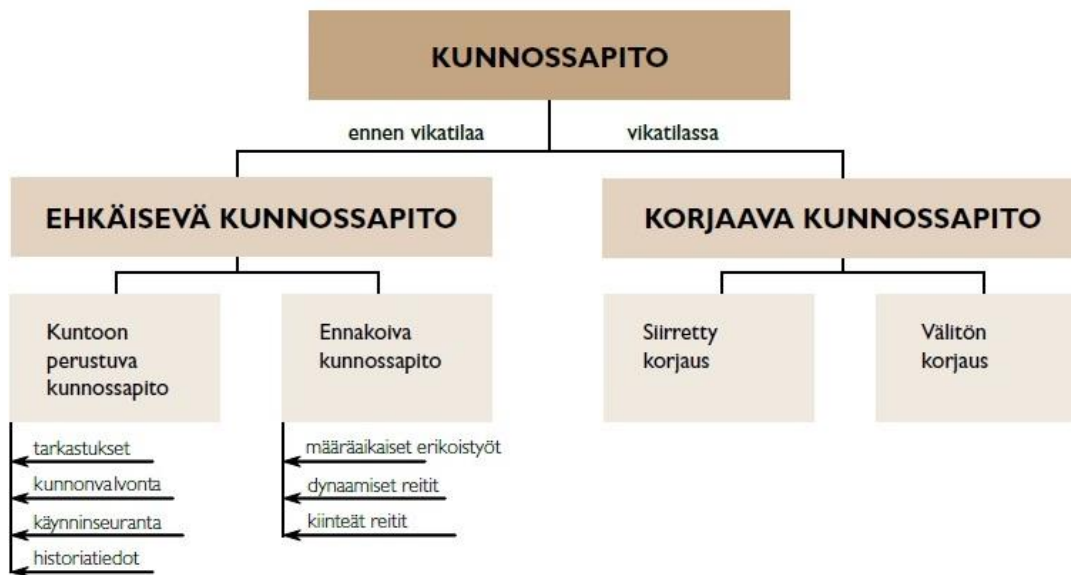 KUNNOSSAPITO
ennen vikatilaa
vikatilassa
EHKÄISEVÄ KUNNOSSAPITO
KORJAAVA KUNNOSSAPITO
Kuntoon
perustuva
kunnossapito
Ennakoiva
kunnossapito
Siirretty
korjaus
Välitön
korjaus
tarkastukset
kunnonvalvonta
käynninseuranta
historiatiedot
määräaikaiset erikoistyöt
dynaamiset reitit
kiinteät reitit